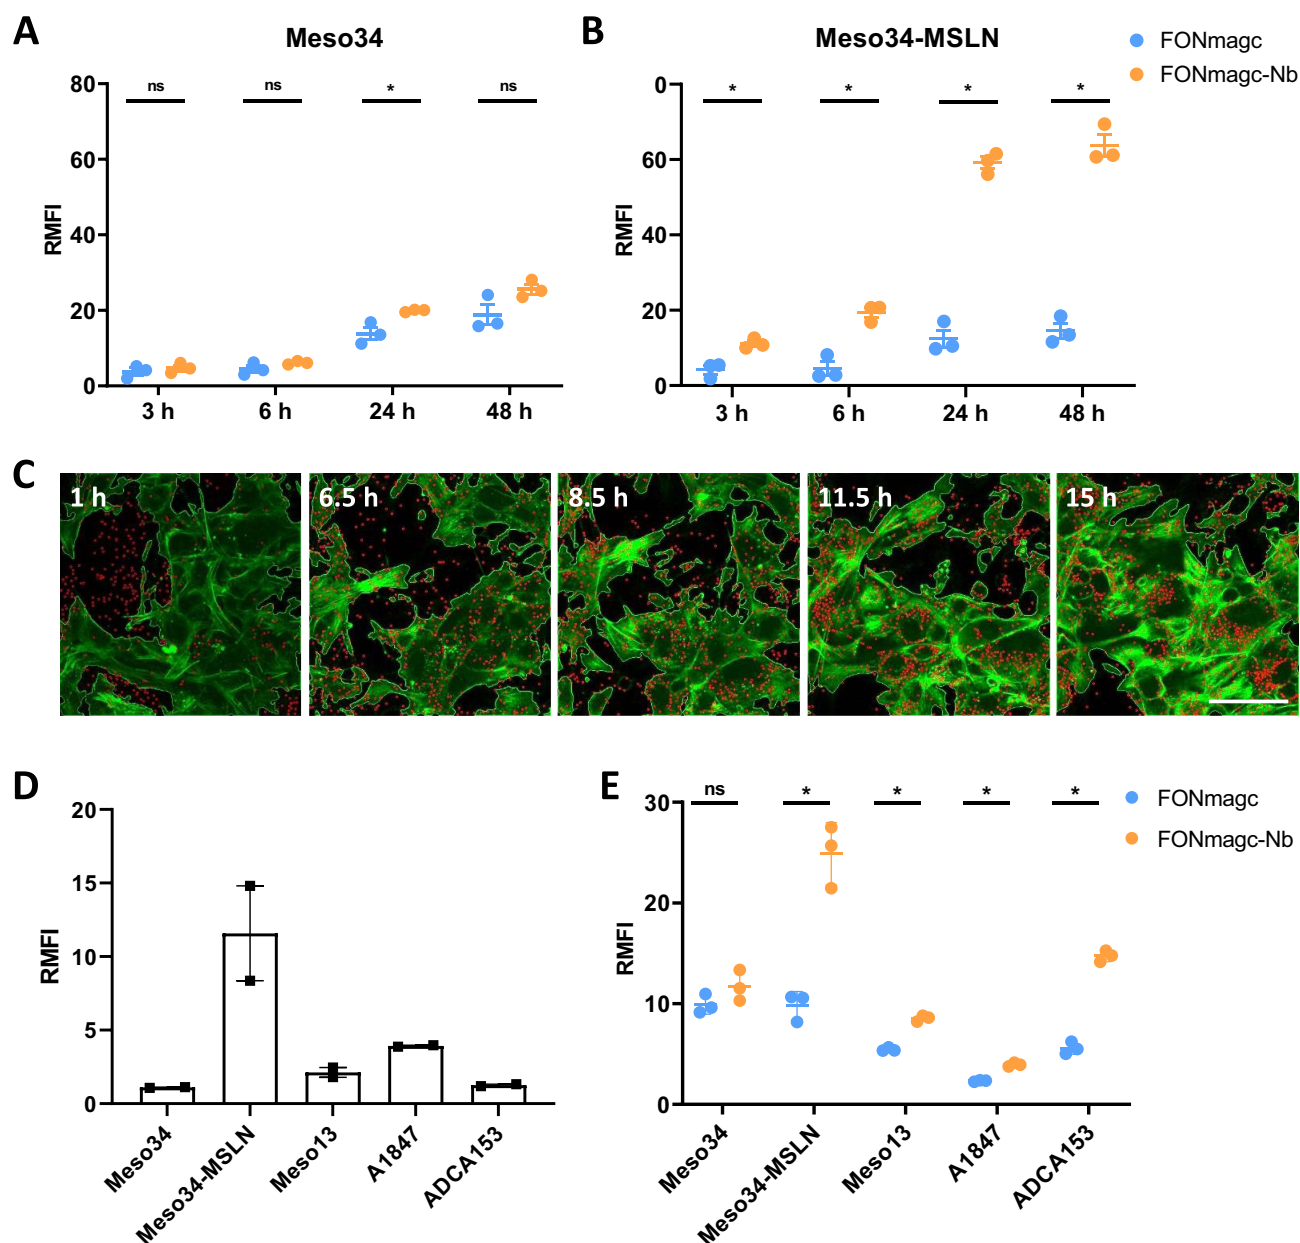 A
Meso34
RMFI
80
60
40
20
0
ns
ns
*
ns
3 h
6 h
24 h
48 h
B
Meso34-MSLN
FONmagc
FONmagc-Nb
RMFI
0
60
40
20
0
*
*
*
*
3 h
6 h
24 h
48 h
C
1 h
6.5 h
8.5 h
11.5 h
15 h
D
RMFI
20
15
10
5
0
Meso34
Meso34-MSLN
Meso13
A1847
ADCA153
E
FONmagc
FONmagc-Nb
RMFI
30
20
10
0
ns
*
*
*
*
Meso34
Meso34-MSLN
Meso13
A1847
ADCA153